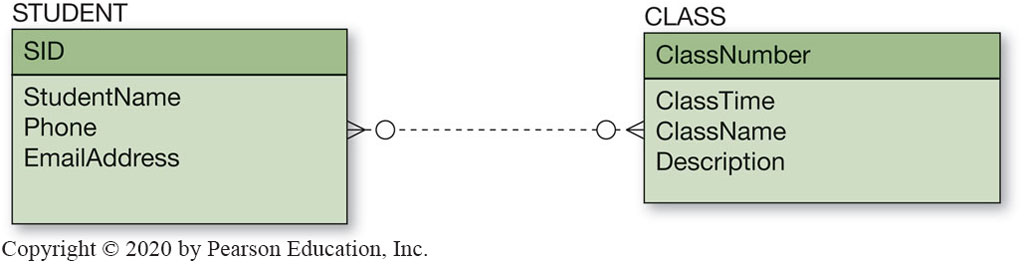 STUDENT
SID
StudentName
Phone
EmailAddress
CLASS
ClassNumber
ClassTime
ClassName
Description
Copyright © 2020 by Pearson Education, Inc.